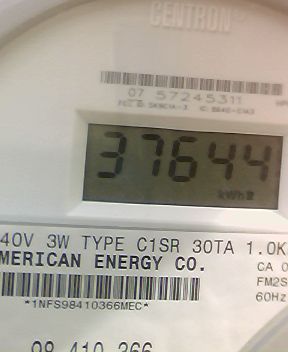 CENTRON
07 57245311
37644
kWh
40V 3W TYPE C1SR 30TA 1.0K
MERICAN ENERGY CO.
CA 0
FM2S
60Hz
*1NFS98410366MEC*
98 410 366